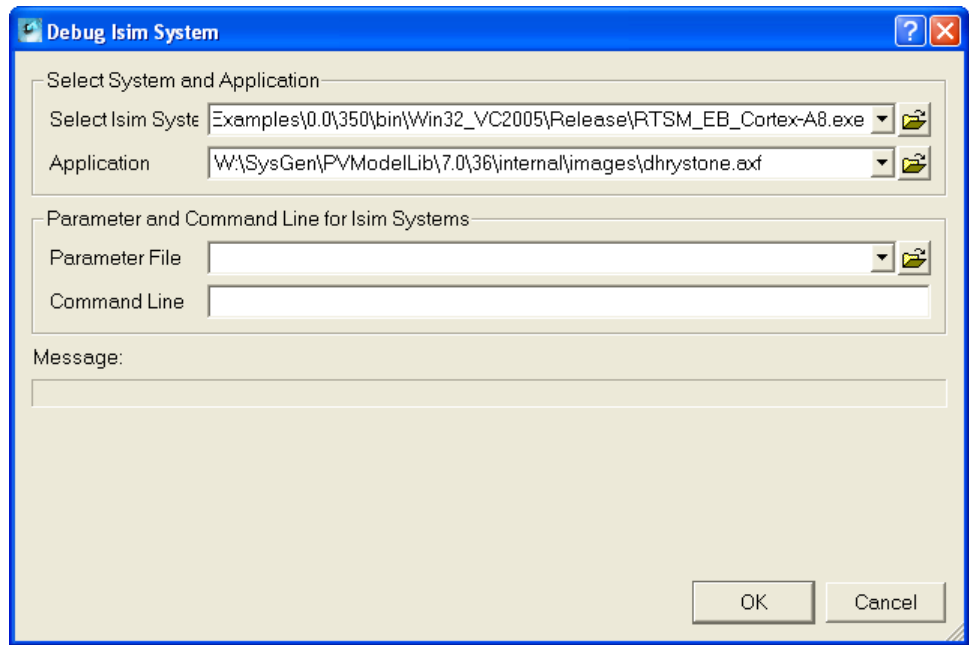 Debug Isim System
Select System and Application
Select Isim Syste Examples\0.0\350\bin\Win32_VC2005\Release\RTSM_EB_Cortex-A8.exe
Application W:\SysGen\PVModelLib\7.0\36\internal\images\dhrystone.axf
Parameter and Command Line for Isim Systems
Parameter File
Command Line
Message:
OK Cancel